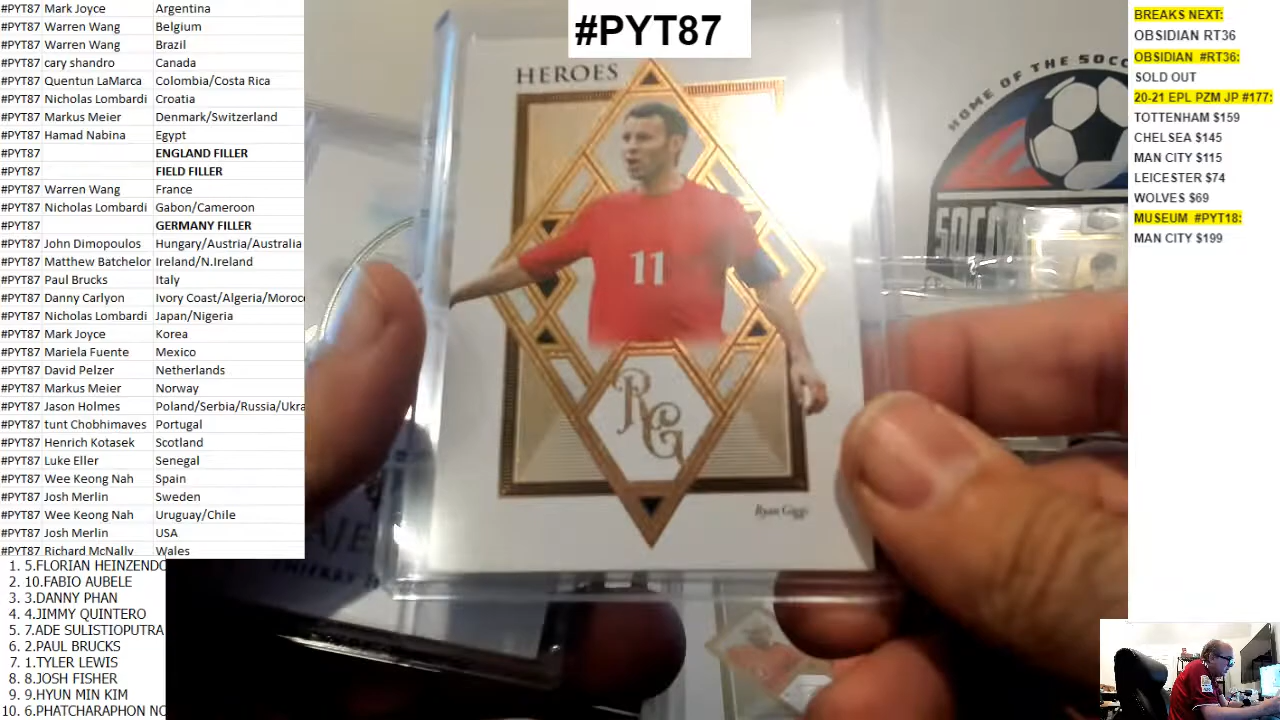 #PYT87 Mark Joyce Argentina
#PYT87 Warren Wang Belgium
#PYT87 Warren Wang Brazil
#PYT87 cary shandro Canada
#PYT87 Quentun LaMarca Colombia/Costa Rica
#PYT87 Nicholas Lombardi Croatia
#PYT87 Markus Meier Denmark/Switzerland
#PYT87 Hamad Nabina Egypt
#PYT87 ENGLAND FILLER
#PYT87 FIELD FILLER
#PYT87 Warren Wang France
#PYT87 Nicholas Lombardi Gabon/Cameroon
#PYT87 GERMANY FILLER
#PYT87 John Dimopoulos Hungary/Austria/Australia
#PYT87 Matthew Batchelor Ireland/N.Ireland
#PYT87 Paul Brucks Italy
#PYT87 Danny Carlyon Ivory Coast/Algeria/Moroc
#PYT87 Nicholas Lombardi Japan/Nigeria
#PYT87 Mark Joyce Korea
#PYT87 Mariela Fuente Mexico
#PYT87 David Pelzer Netherlands
#PYT87 Markus Meier Norway
#PYT87 Jason Holmes Poland/Serbia/Russia/Ukra
#PYT87 tunt Chobhimaves Portugal
#PYT87 Henrich Kotasek Scotland
#PYT87 Luke Eller Senegal
#PYT87 Wee Keong Nah Spain
#PYT87 Josh Merlin Sweden
#PYT87 Wee Keong Nah Uruguay/Chile
#PYT87 Josh Merlin USA
#PYT87 Richard McNally Wales
1. 5.FLORIAN HEINZENDO
2. 10.FABIO AUBELE
3. 3.DANNY PHAN
4. 4.JIMMY QUINTERO
5. 7.ADE SULISTIOPUTRA
6. 2.PAUL BRUCKS
7. 1.TYLER LEWIS
8. 8.JOSH FISHER
9. 9.HYUN MIN KIM
10. 6.PHATCHARAPHON NO
#PYT87
HEROES
11
RG
Ryan Giggs
HOME OF THE SOCC
SOCC
THIERRY
BREAKS NEXT:
OBSIDIAN RT36
OBSIDIAN #RT36:
SOLD OUT
20-21 EPL PZM JP #177:
TOTTENHAM $159
CHELSEA $145
MAN CITY $115
LEICESTER $74
WOLVES $69
MUSEUM #PYT18:
MAN CITY $199